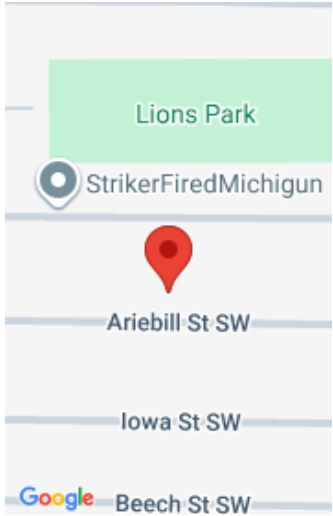 Lions Park
StrikerFiredMichigun
Ariebill St SW
Iowa St SW
Google
Beech St SW